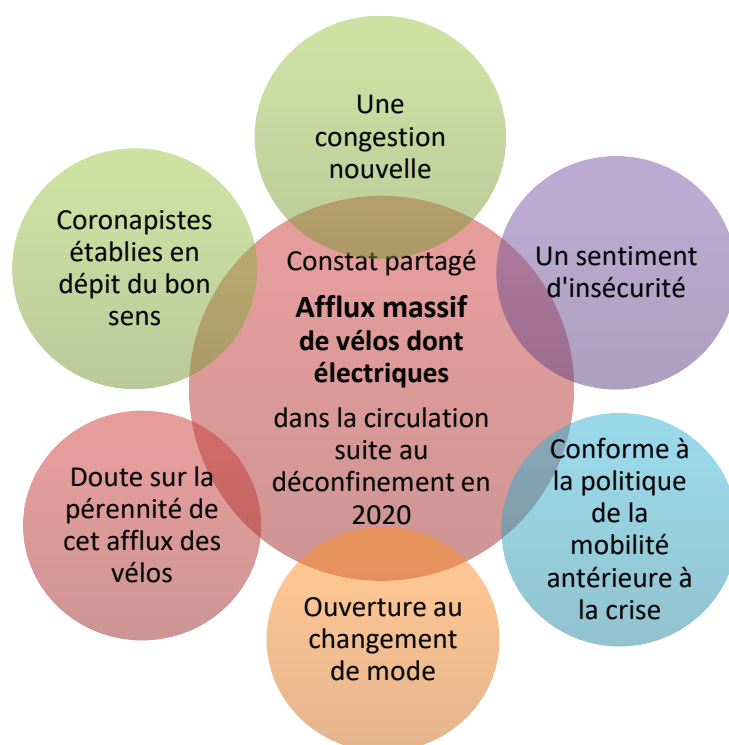 Une
congestion
nouvelle
Coronapistes
établies en
dépit du bon
sens
Constat partagé
Afflux massif
de vélos dont
électriques
dans la circulation
suite au
déconfinement en
2020
Un sentiment
d'insécurité
Doute sur la
pérennité de
cet afflux des
vélos
Conforme à
la politique
de la
mobilité
antérieure à
la crise
Ouverture au
changement
de mode